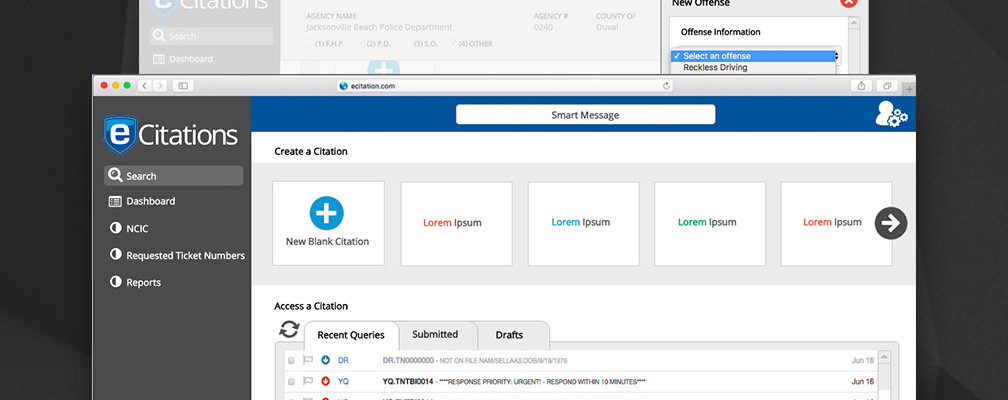 eCitations
Search
Dashboard
AGENCY NAME
Jacksonville Beach Police Department
AGENCY #
0240
COUNTY OF
Duval
(1) F.H.P. ✓ (2) P.D. ✓ (3) S.O. ✓ (4) OTHER
New Offense
Offense Information
✓ Select an offense
Reckless Driving
ecitation.com
eCitations
Search
Dashboard
NCIC
Requested Ticket Numbers
Reports
Smart Message
Create a Citation
New Blank Citation
Lorem Ipsum
Lorem Ipsum
Lorem Ipsum
Lorem Ipsum
Access a Citation
Recent Queries
Submitted
Drafts
DR DR.TN0000000 - NOT ON FILE NAM/SELLAAS.DOB/9/19/1976 Jun 16
YQ YQ.TNTBI0014 - ****RESPONSE PRIORITY: URGENT! - RESPOND WITHIN 10 MINUTES**** Jun 16